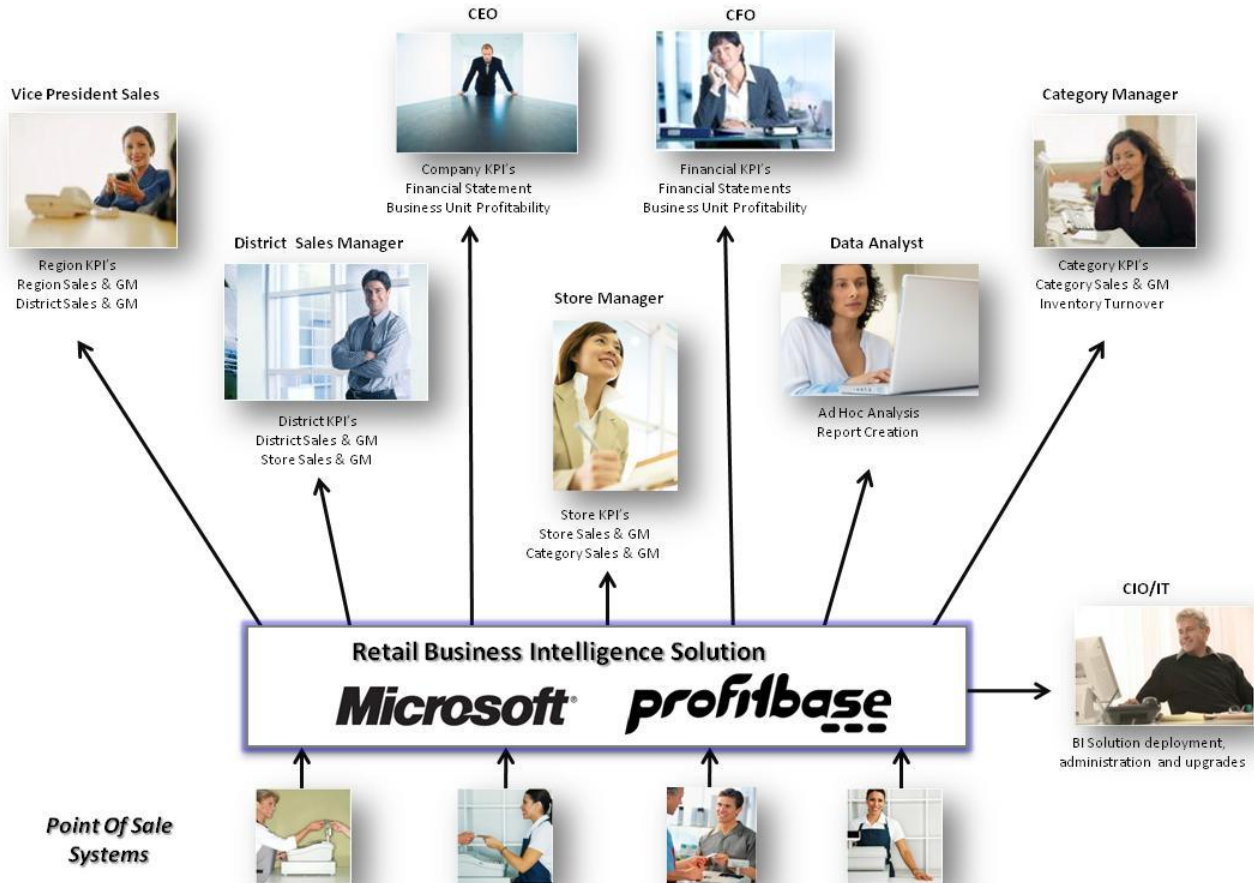 CEO
CFO
Vice President Sales
Category Manager
Company KPI's
Financial Statement
Business Unit Profitability
Financial KPI's
Financial Statements
Business Unit Profitability
District Sales Manager
Data Analyst
Region KPI's
Region Sales & GM
District Sales & GM
Category KPI's
Category Sales & GM
Inventory Turnover
Store Manager
District KPI's
District Sales & GM
Store Sales & GM
Ad Hoc Analysis
Report Creation
Store KPI's
Store Sales & GM
Category Sales & GM
CIO/IT
Retail Business Intelligence Solution
Microsoft® profitbase
BI Solution deployment,
administration and upgrades
Point Of Sale
Systems